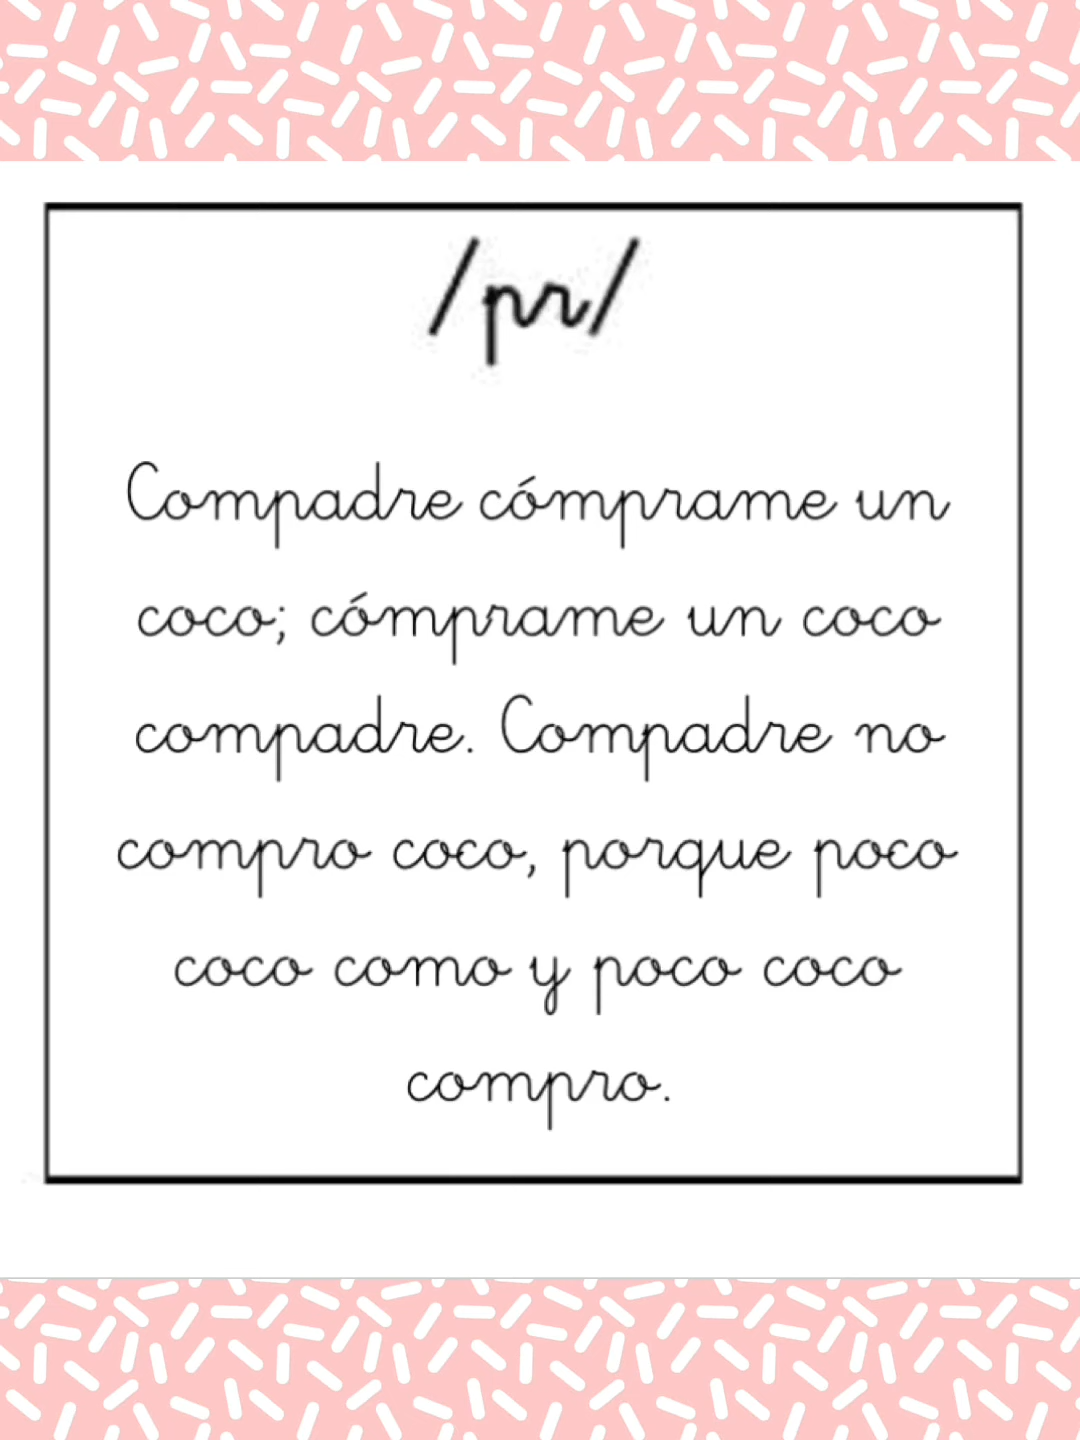 /pr/
Compadre cómprame un
coco; cómprame un coco
compadre. Compadre no
compro coco, porque poco
coco como y poco coco
compro.